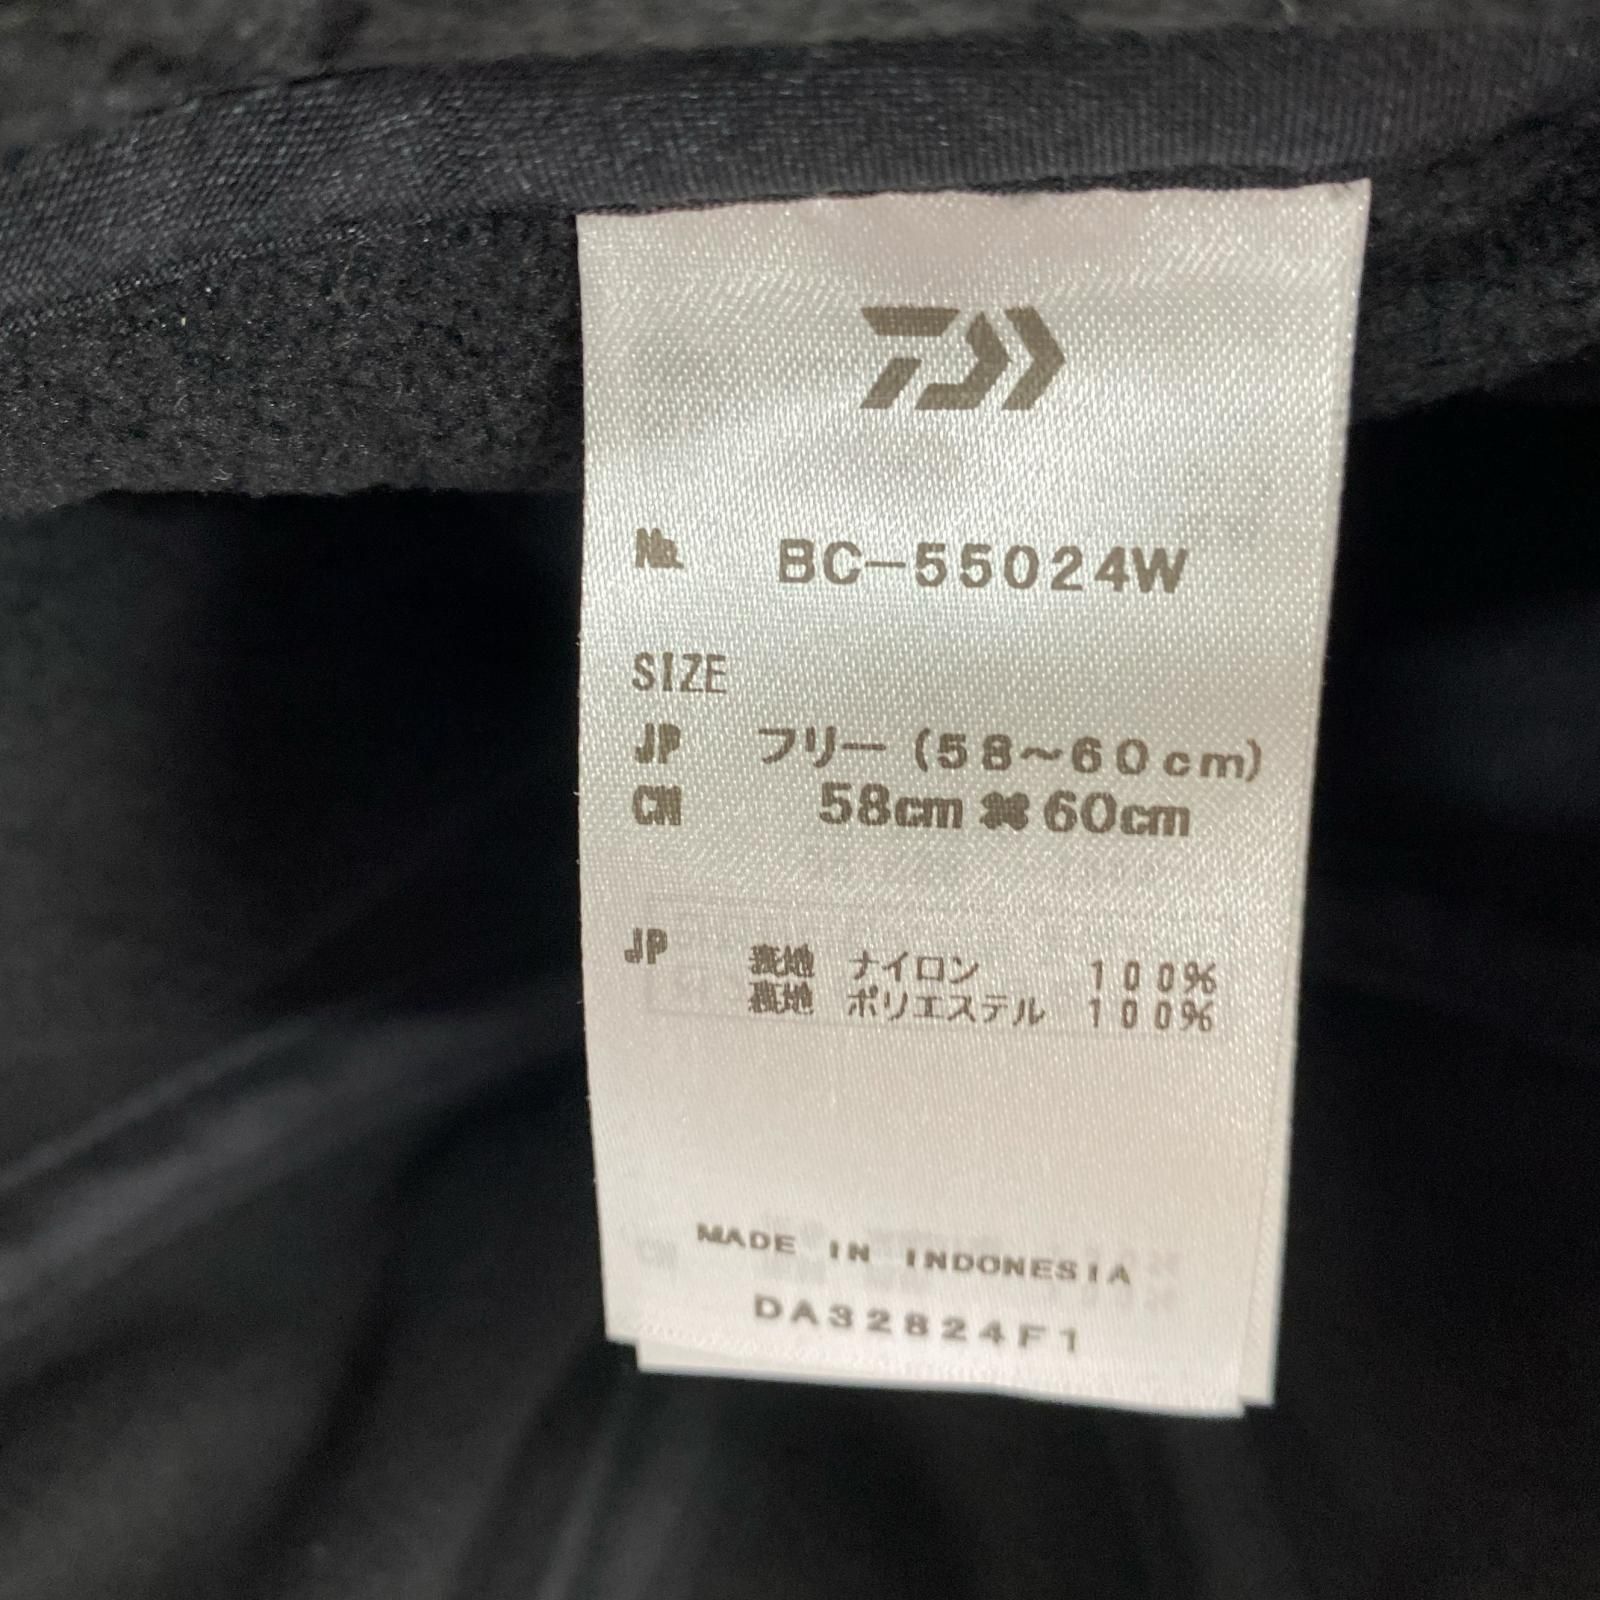 № BC-55024W
SIZE
JP フリー (58~60cm)
CN 58cm 60cm
JP 表地 ナイロン 100%
裏地 ポリエステル 100%
MADE IN INDONESIA
DA32824F1